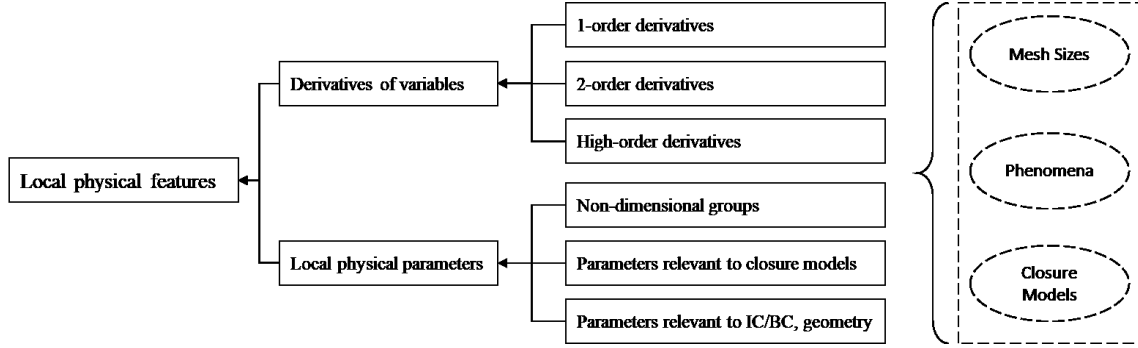 Local physical features
Derivatives of variables
Local physical parameters
1-order derivatives
2-order derivatives
High-order derivatives
Non-dimensional groups
Parameters relevant to closure models
Parameters relevant to IC/BC, geometry
Mesh Sizes
Phenomena
Closure
Models